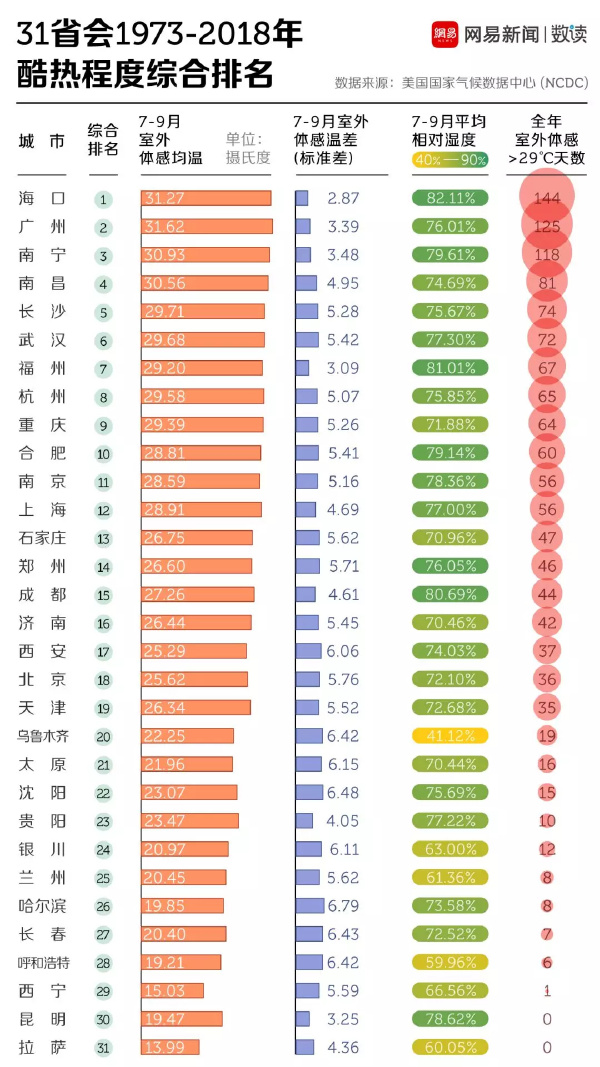 31省会1973-2018年
酷热程度综合排名
网易
NEWS
网易新闻 | 数读
数据来源：美国国家气候数据中心 (NCDC)
城 市 综合排名 7-9月室外体感均温 单位：摄氏度 7-9月室外体感温差(标准差) 7-9月平均相对湿度 40%—90% 全年室外体感>29℃天数
海 口 1 31.27 2.87 82.11% 144
广 州 2 31.62 3.39 76.01% 125
南 宁 3 30.93 3.48 79.61% 118
南 昌 4 30.56 4.95 74.69% 81
长 沙 5 29.71 5.28 75.67% 74
武 汉 6 29.68 5.42 77.30% 72
福 州 7 29.20 3.09 81.01% 67
杭 州 8 29.58 5.07 75.85% 65
重 庆 9 29.39 5.26 71.88% 64
合 肥 10 28.81 5.41 79.14% 60
南 京 11 28.59 5.16 78.36% 56
上 海 12 28.91 4.69 77.00% 56
石家庄 13 26.75 5.62 70.96% 47
郑 州 14 26.60 5.71 76.05% 46
成 都 15 27.26 4.61 80.69% 44
济 南 16 26.44 5.45 70.46% 42
西 安 17 25.29 6.06 74.03% 37
北 京 18 25.62 5.76 72.10% 36
天 津 19 26.34 5.52 72.68% 35
乌鲁木齐 20 22.25 6.42 41.12% 19
太 原 21 21.96 6.15 70.44% 16
沈 阳 22 23.07 6.48 75.69% 15
贵 阳 23 23.47 4.05 77.22% 10
银 川 24 20.97 6.11 63.00% 12
兰 州 25 20.45 5.62 61.36% 8
哈尔滨 26 19.85 6.79 73.58% 8
长 春 27 20.40 6.43 72.52% 7
呼和浩特 28 19.21 6.42 59.96% 6
西 宁 29 15.03 5.59 66.56% 1
昆 明 30 19.47 3.25 78.62% 0
拉 萨 31 13.99 4.36 60.05% 0